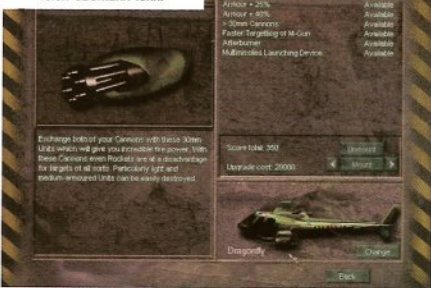 Armour + 25% Available
Armour + 40% Available
> 30mm Cannons Available
Faster Targetting of M-Gun Available
Afterburner Available
Multimissiles Launching Device Available
Exchange both of your Cannons with these 30mm
Units which will give you incredible fire power. With
these Cannons even Rockets are at a disadvantage
for targets of all sorts. Particularly light and
medium-armoured Units can be easily destroyed.
Score total: 350 Unmount
Upgrade cost: 20000 Mount
Dragonfly Change
Back